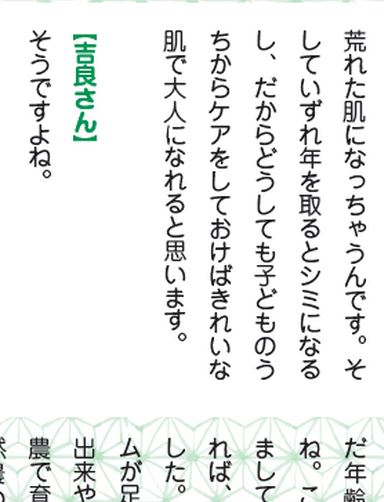 荒れた肌になっちゃうんです。そ
していずれ年を取るとシミになる
し、だからどうしても子どものう
ちからケアをしておけばきれいな
肌で大人になれると思います。
【吉良さん】
そうですよね。
だ年齢
ね。こ
まして
れば、
した。
ムが足
出来や
農で育
然農の